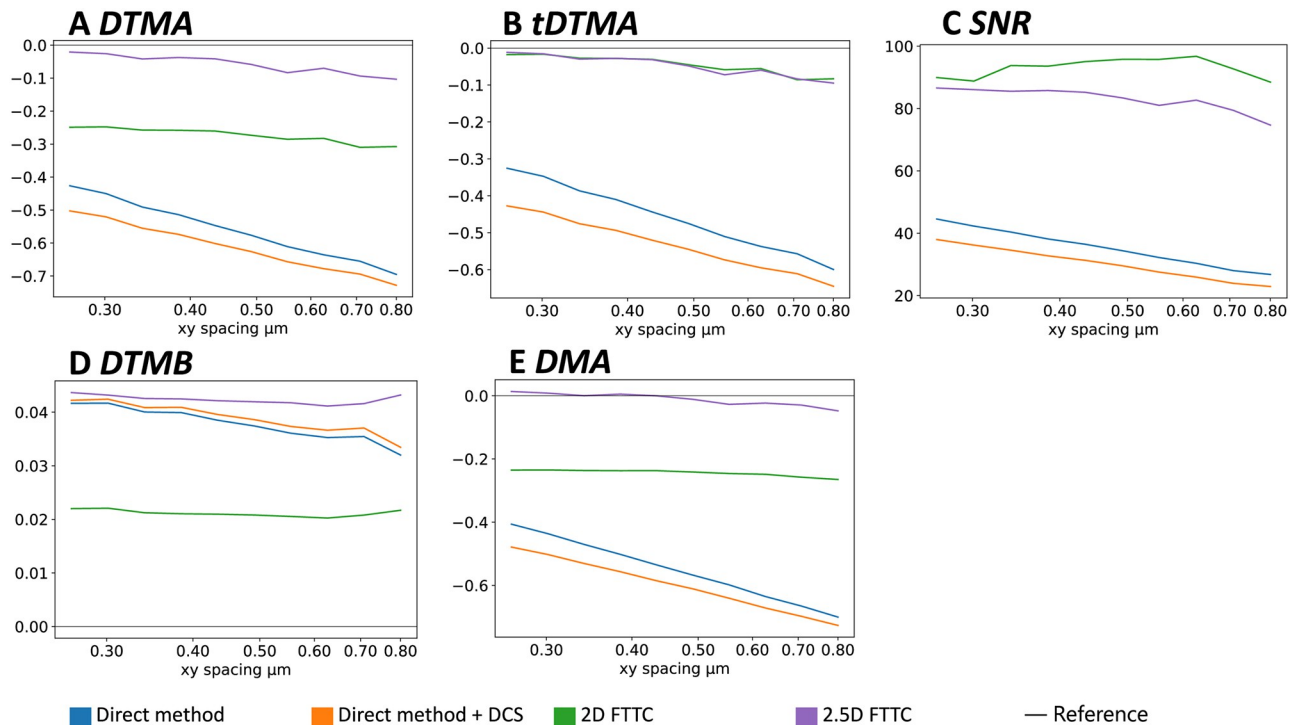 A DTMA
0.0
−0.1
−0.2
−0.3
−0.4
−0.5
−0.6
−0.7
0.30 0.40 0.50 0.60 0.70 0.80
xy spacing μm
B tDTMA
0.0
−0.1
−0.2
−0.3
−0.4
−0.5
−0.6
0.30 0.40 0.50 0.60 0.70 0.80
xy spacing μm
C SNR
100
80
60
40
20
0.30 0.40 0.50 0.60 0.70 0.80
xy spacing μm
D DTMB
0.04
0.03
0.02
0.01
0.00
0.30 0.40 0.50 0.60 0.70 0.80
xy spacing μm
E DMA
0.0
−0.2
−0.4
−0.6
0.30 0.40 0.50 0.60 0.70 0.80
xy spacing μm
Direct method Direct method + DCS 2D FTTC 2.5D FTTC Reference